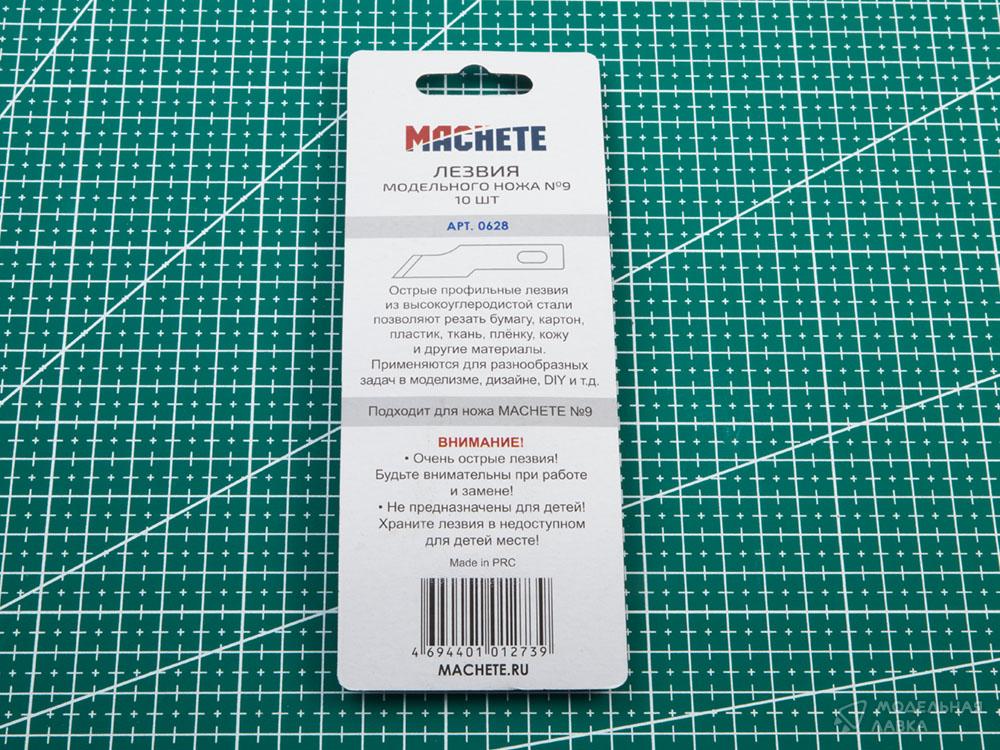 MACHETE
ЛЕЗВИЯ
МОДЕЛЬНОГО НОЖА №9
10 ШТ
АРТ. 0628
Острые профильные лезвия
из высокоуглеродистой стали
позволяют резать бумагу, картон,
пластик, ткань, плёнку, кожу
и другие материалы.
Применяются для разнообразных
задач в моделизме, дизайне, DIY и т.д.
Подходит для ножа MACHETE №9
ВНИМАНИЕ!
• Очень острые лезвия!
Будьте внимательны при работе
и замене!
• Не предназначены для детей!
Храните лезвия в недоступном
для детей месте!
Made in PRC
4 694401 012739
MACHETE.RU
МОДЕЛЬНАЯ
ЛАВКА